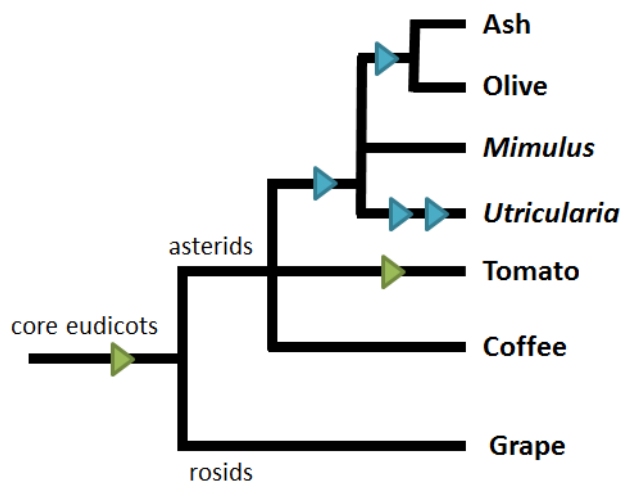 Ash
Olive
Mimulus
Utricularia
asterids
Tomato
core eudicots
Coffee
Grape
rosids